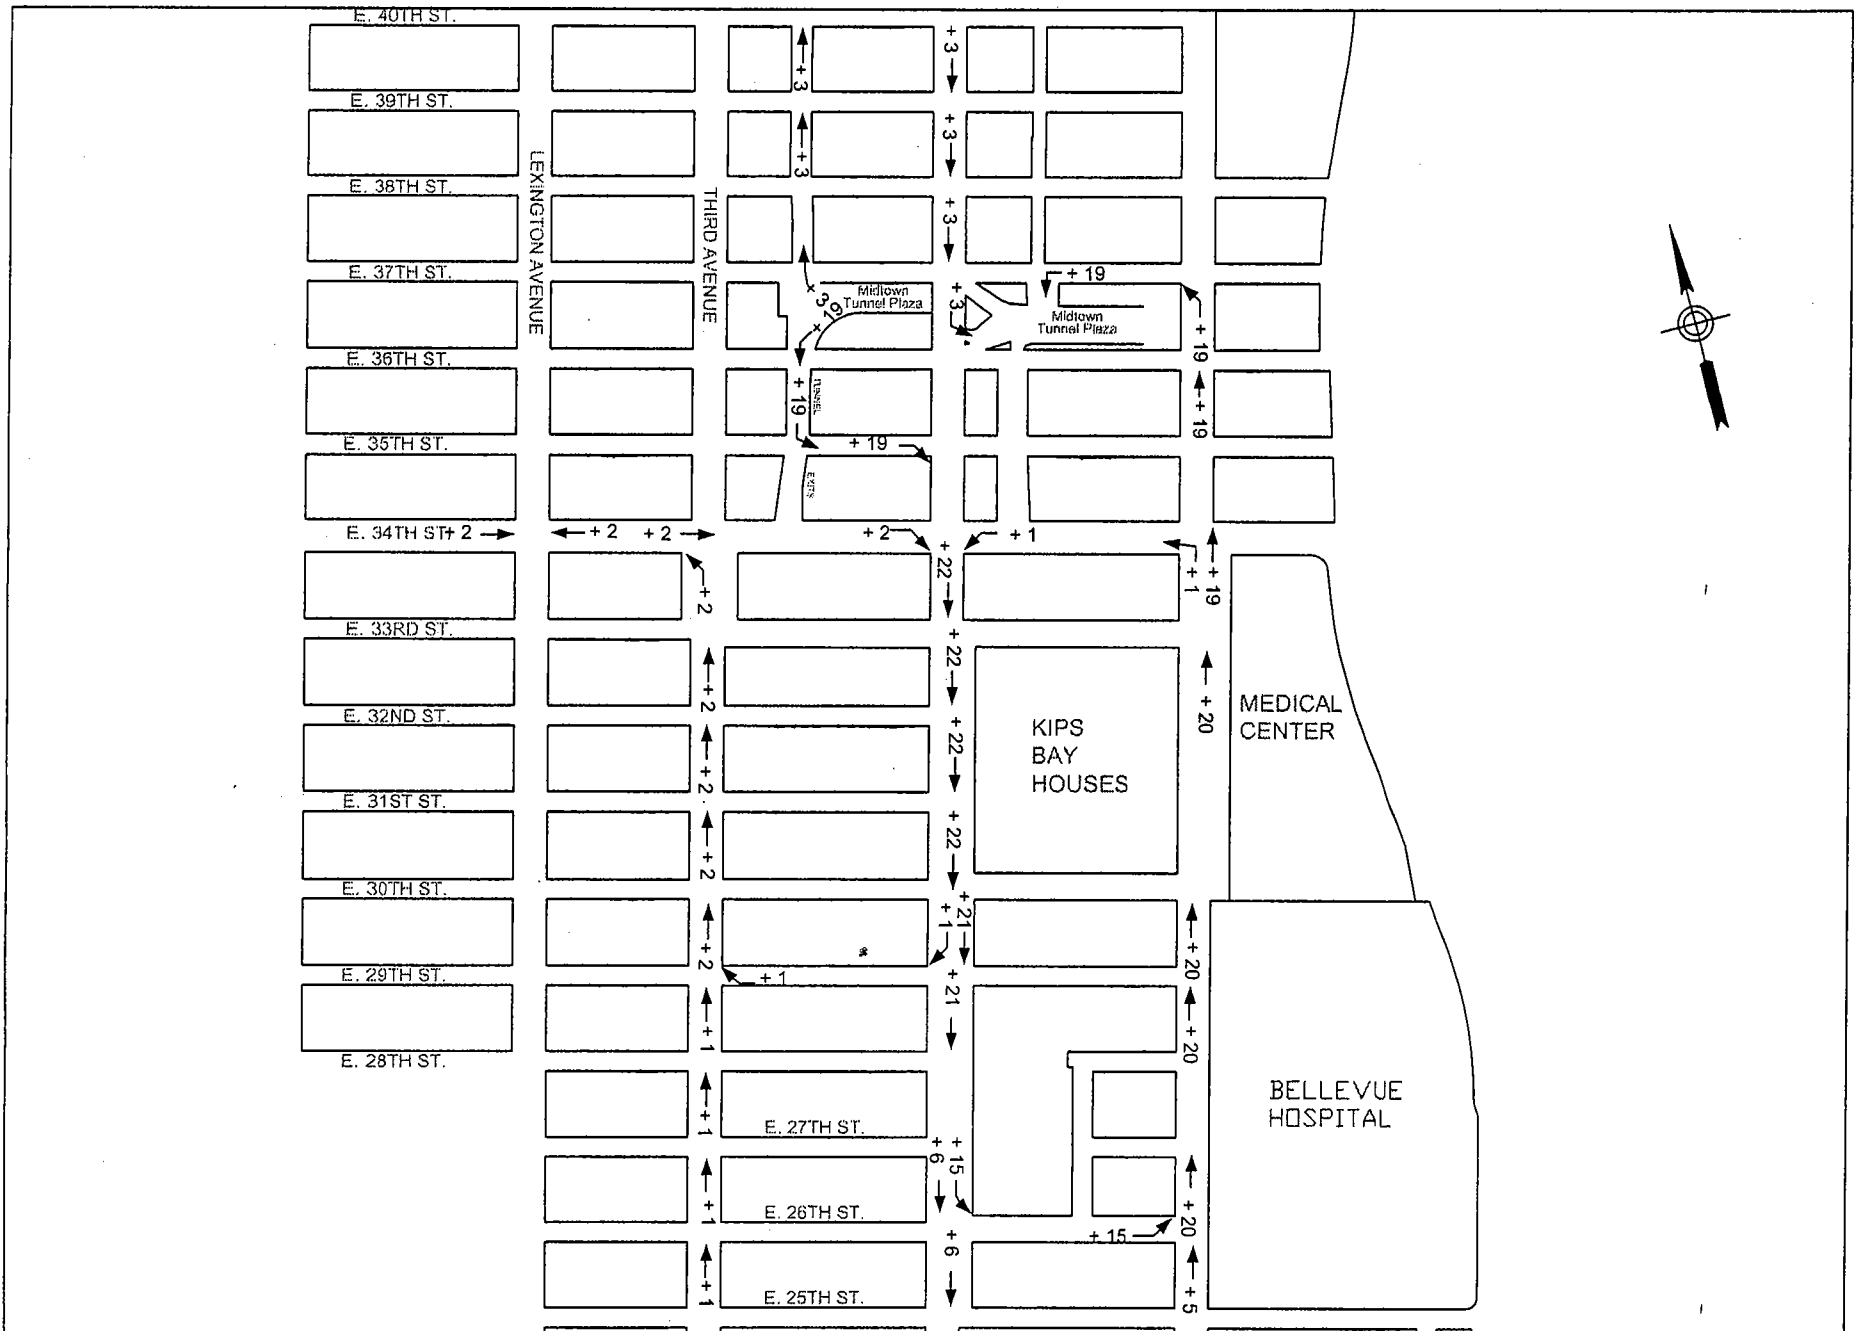 E. 40TH ST.
+ 3
+ 3
E. 39TH ST.
+ 3
+ 3
E. 38TH ST.
LEXINGTON AVENUE
THIRD AVENUE
+ 3
E. 37TH ST.
+ 19
Midtown
Tunnel Plaza
+ 3
+ 3
+ 19
Midtown
Tunnel Plaza
+ 19
E. 36TH ST.
+ 19
TUNNEL
+ 19
E. 35TH ST.
+ 19
EXITS
E. 34TH ST.
+ 2
+ 2
+ 2
+ 2
+ 1
+ 22
+ 2
+ 1
+ 19
E. 33RD ST.
+ 22
+ 2
+ 20
MEDICAL
CENTER
E. 32ND ST.
KIPS
BAY
HOUSES
+ 22
+ 2
E. 31ST ST.
+ 22
+ 2
E. 30TH ST.
+ 21
+ 1
+ 2
+ 20
E. 29TH ST.
+ 1
+ 21
+ 1
+ 20
E. 28TH ST.
BELLEVUE
HOSPITAL
+ 1
E. 27TH ST.
+ 6
+ 15
+ 1
+ 20
E. 26TH ST.
+ 15
+ 6
+ 1
+ 5
E. 25TH ST.